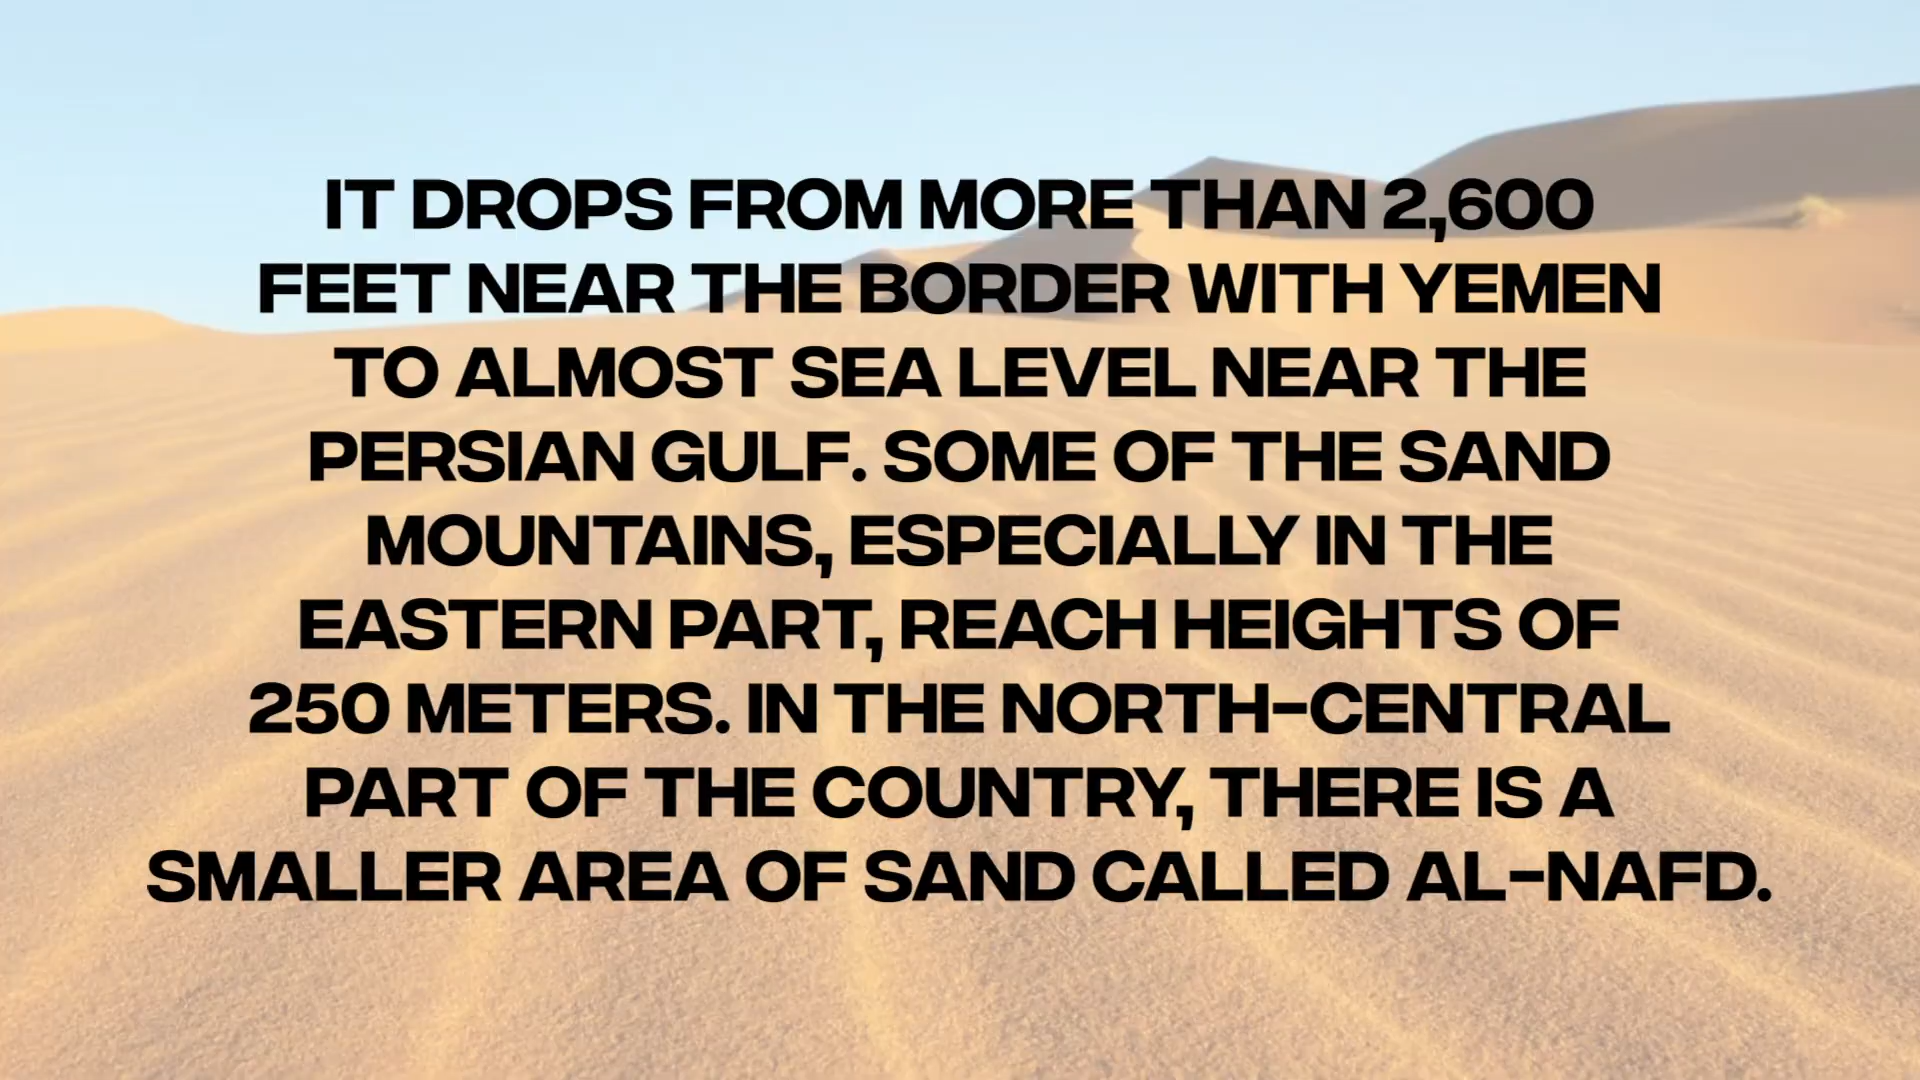 IT DROPS FROM MORE THAN 2,600
FEET NEAR THE BORDER WITH YEMEN
TO ALMOST SEA LEVEL NEAR THE
PERSIAN GULF. SOME OF THE SAND
MOUNTAINS, ESPECIALLY IN THE
EASTERN PART, REACH HEIGHTS OF
250 METERS. IN THE NORTH-CENTRAL
PART OF THE COUNTRY, THERE IS A
SMALLER AREA OF SAND CALLED AL-NAFD.